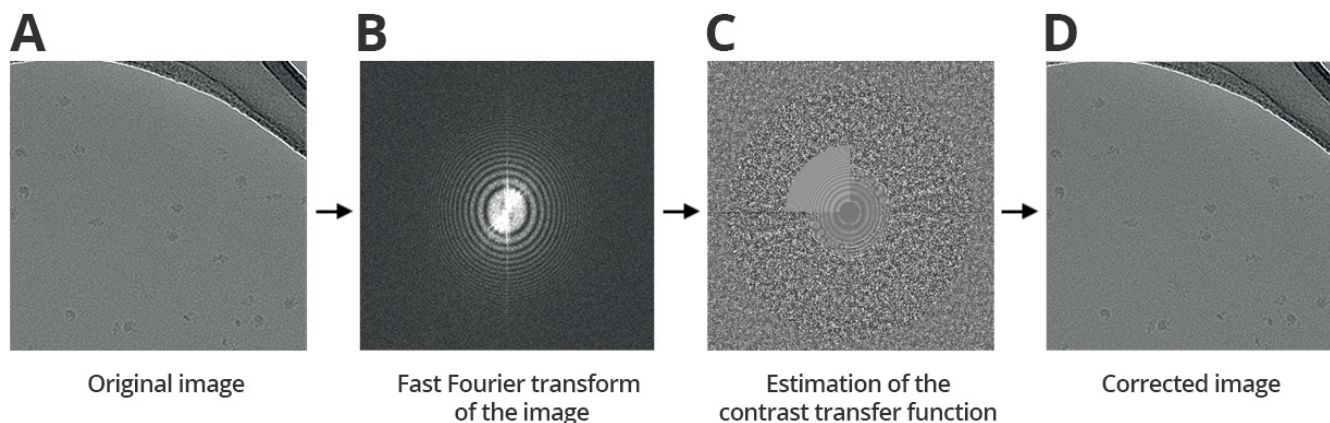 A
B
C
D
Original image
Fast Fourier transform
of the image
Estimation of the
contrast transfer function
Corrected image